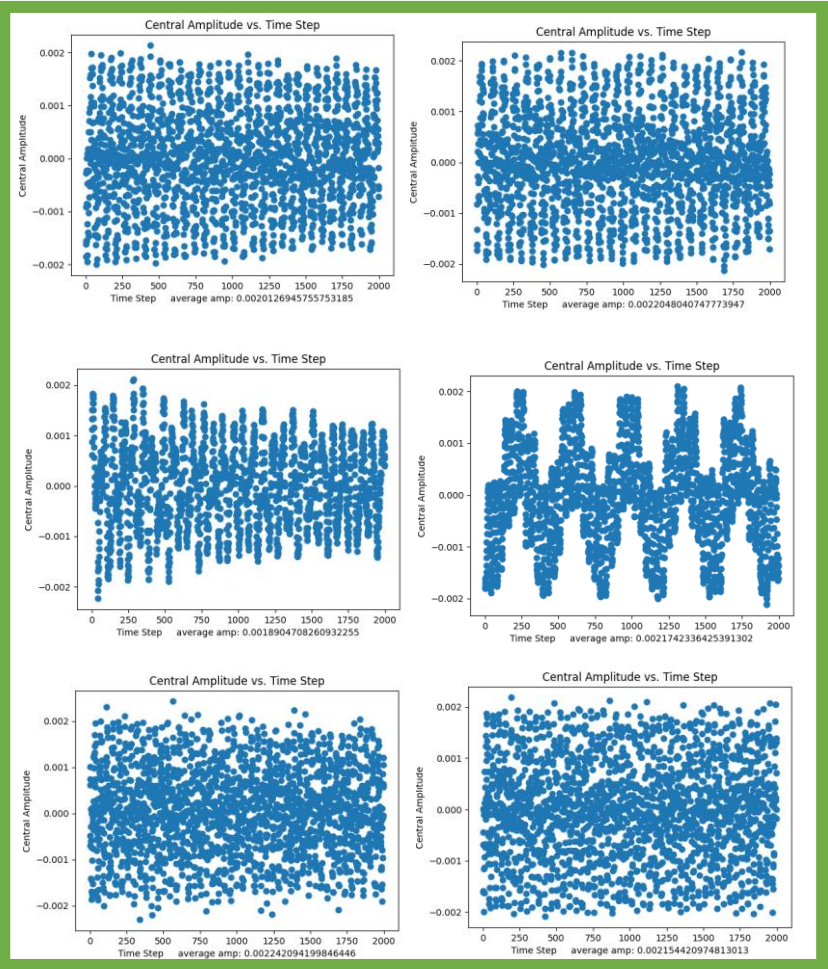 Central Amplitude vs. Time Step
0.002
0.001
0.000
−0.001
−0.002
Central Amplitude
0 250 500 750 1000 1250 1500 1750 2000
Time Step average amp: 0.0020126945755753185
Central Amplitude vs. Time Step
0.002
0.001
0.000
−0.001
−0.002
Central Amplitude
0 250 500 750 1000 1250 1500 1750 2000
Time Step average amp: 0.0022048040747773947
Central Amplitude vs. Time Step
0.002
0.001
0.000
−0.001
−0.002
Central Amplitude
0 250 500 750 1000 1250 1500 1750 2000
Time Step average amp: 0.0018904708260932255
Central Amplitude vs. Time Step
0.002
0.001
0.000
−0.001
−0.002
Central Amplitude
0 250 500 750 1000 1250 1500 1750 2000
Time Step average amp: 0.0021742336425391302
Central Amplitude vs. Time Step
0.002
0.001
0.000
−0.001
−0.002
Central Amplitude
0 250 500 750 1000 1250 1500 1750 2000
Time Step average amp: 0.002242094199846446
Central Amplitude vs. Time Step
0.002
0.001
0.000
−0.001
−0.002
Central Amplitude
0 250 500 750 1000 1250 1500 1750 2000
Time Step average amp: 0.002154420974813013